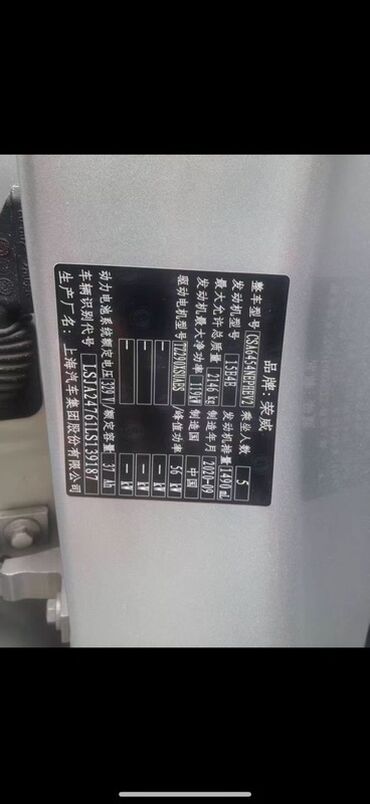 品牌: 荣威
整车型号 CSA6454NEPHEV2 乘坐人数 5
发动机型号 15E4E 发动机排量 1490 ml
最大允许总质量 2146 kg 制造年月 2020-09
发动机最大净功率 119kW 制造国 中国
驱动电机型号 TZ290XS01AES /峰值功率 56 kW
— — kW
— — kW
— — kW
动力电池系统额定电压 329 V /额定容量 37 Ah
车辆识别代号 LSJA24761LS139187
生产厂名: 上海汽车集团股份有限公司